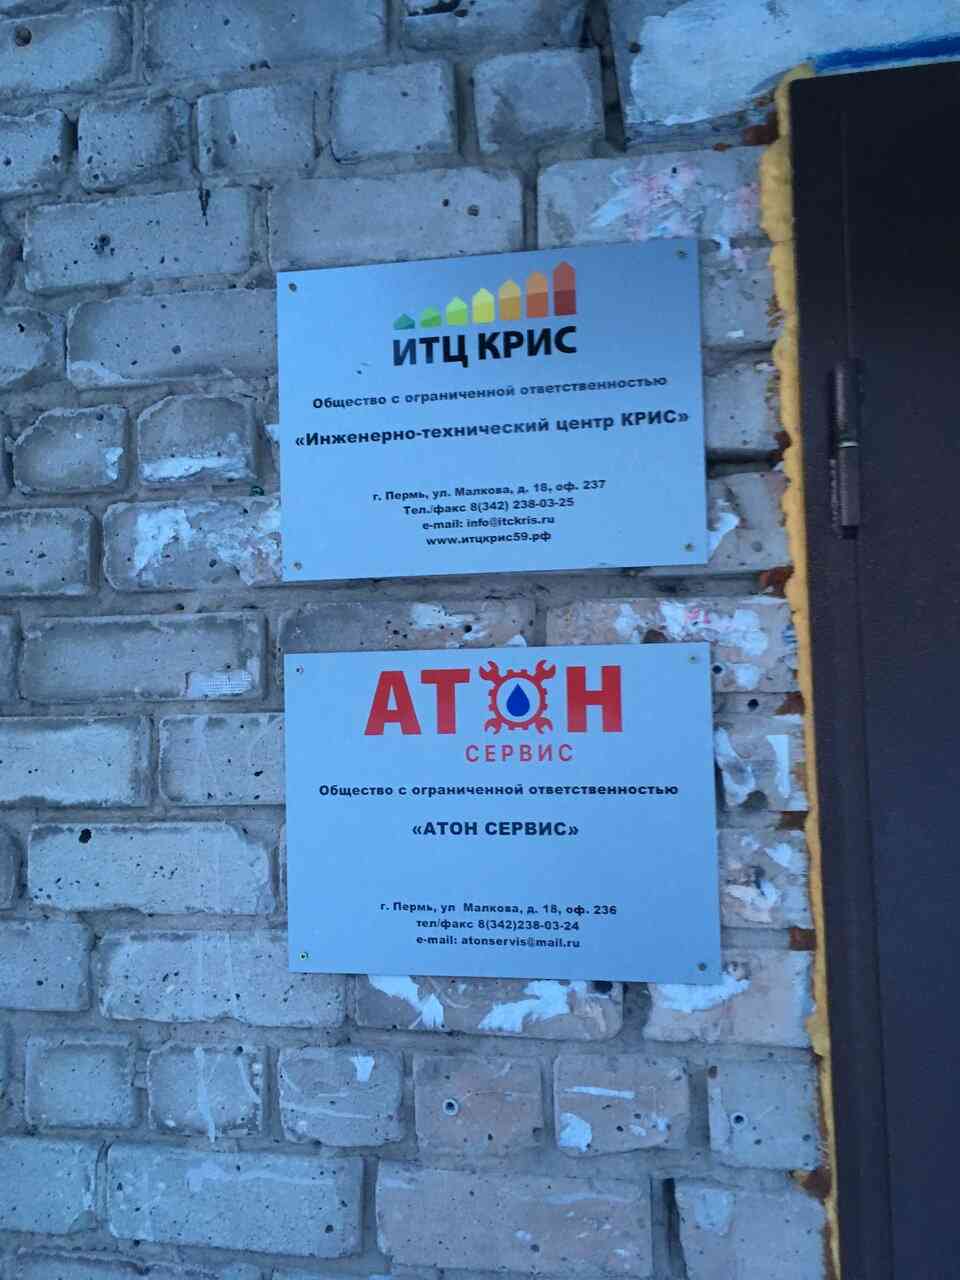 ИТЦ КРИС
Общество с ограниченной ответственностью
«Инженерно-технический центр КРИС»
г. Пермь, ул. Малкова, д. 18, оф. 237
Тел./факс 8(342) 238-03-25
e-mail: info@itckris.ru
www.итцкрис59.рф
АТОН
СЕРВИС
Общество с ограниченной ответственностью
«АТОН СЕРВИС»
г. Пермь, ул Малкова, д. 18, оф. 236
тел/факс 8(342)238-03-24
e-mail: atonservis@mail.ru